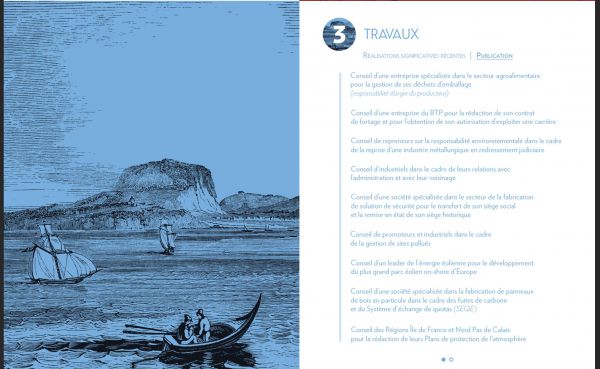 3 TRAVAUX
RÉALISATIONS SIGNIFICATIVES RÉCENTES | PUBLICATION
Conseil d'une entreprise spécialisée dans le secteur agroalimentaire
pour la gestion de ses déchets d'emballage
(responsabilité élargie du producteur)
Conseil d'une entreprise du BTP pour la rédaction de son contrat
de fortage et pour l'obtention de son autorisation d'exploiter une carrière
Conseil de repreneurs sur la responsabilité environnementale dans le cadre
de la reprise d'une industrie métallurgique en redressement judiciaire
Conseil d'industriels dans le cadre de leurs relations avec
l'administration et avec leur voisinage
Conseil d'une société spécialisée dans le secteur de la fabrication
de solution de sécurité pour le transfert de son siège social
et la remise en état de son siège historique
Conseil de promoteurs et industriels dans le cadre
de la gestion de sites pollués
Conseil d'un leader de l'énergie éolienne pour le développement
du plus grand parc éolien on-shore d'Europe
Conseil d'une société spécialisée dans la fabrication de panneaux
de bois en particule dans le cadre des fuites de carbone
et du Système d'échange de quotas (SEQE)
Conseil des Régions Île de France et Nord Pas de Calais
pour la rédaction de leurs Plans de protection de l'atmosphère